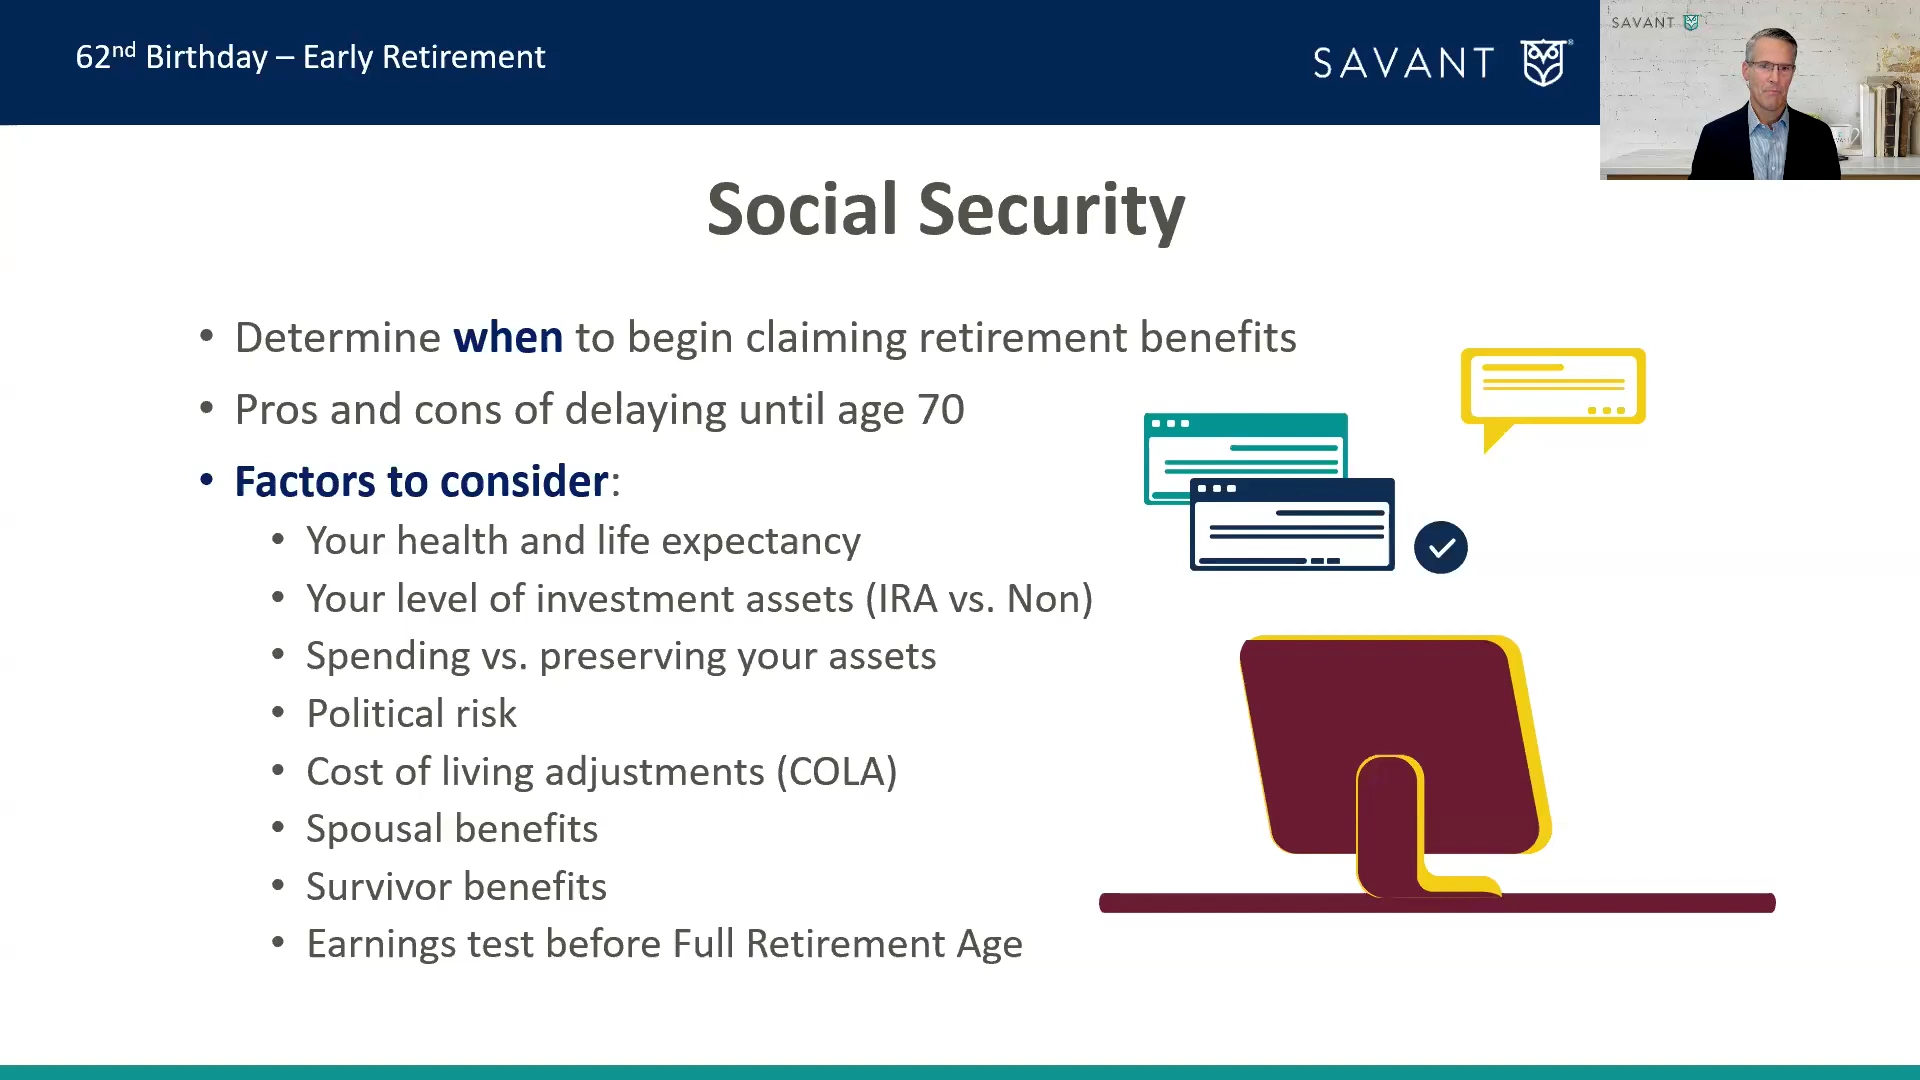 62nd Birthday – Early Retirement
SAVANT
SAVANT
Social Security
• Determine when to begin claiming retirement benefits
• Pros and cons of delaying until age 70
• Factors to consider:
• Your health and life expectancy
• Your level of investment assets (IRA vs. Non)
• Spending vs. preserving your assets
• Political risk
• Cost of living adjustments (COLA)
• Spousal benefits
• Survivor benefits
• Earnings test before Full Retirement Age